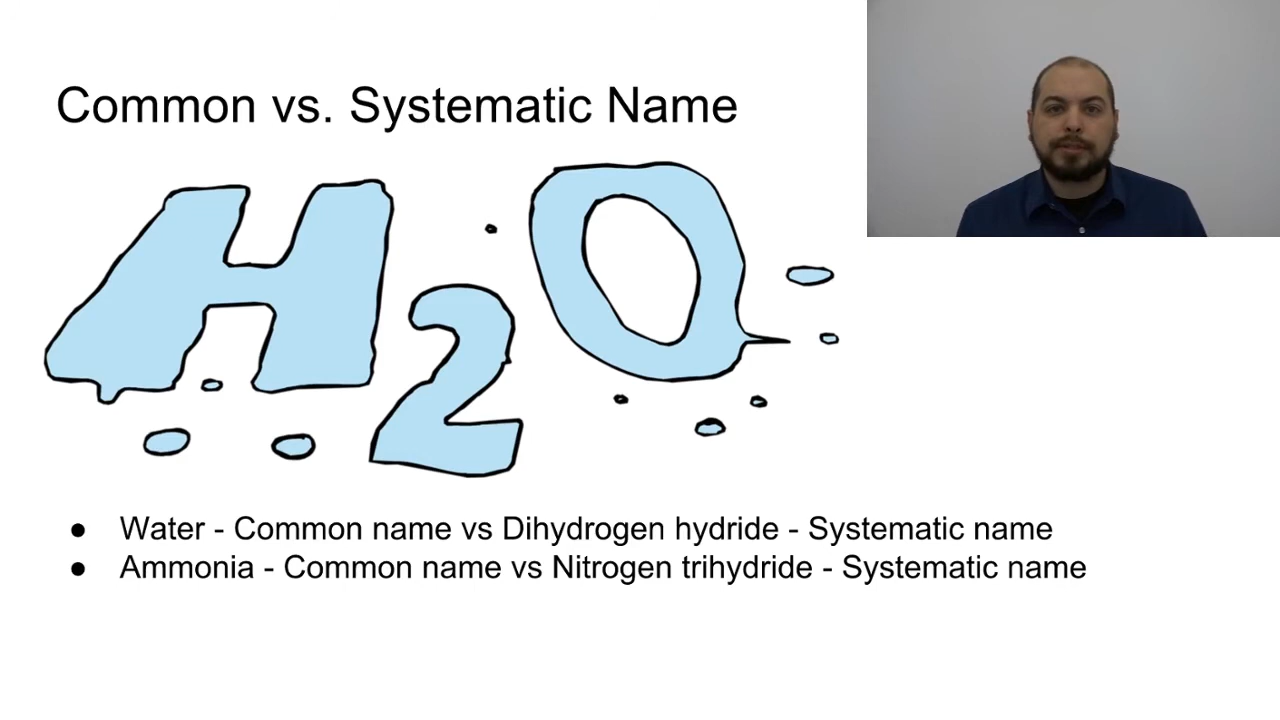 Common vs. Systematic Name
H2O
● Water - Common name vs Dihydrogen hydride - Systematic name
● Ammonia - Common name vs Nitrogen trihydride - Systematic name